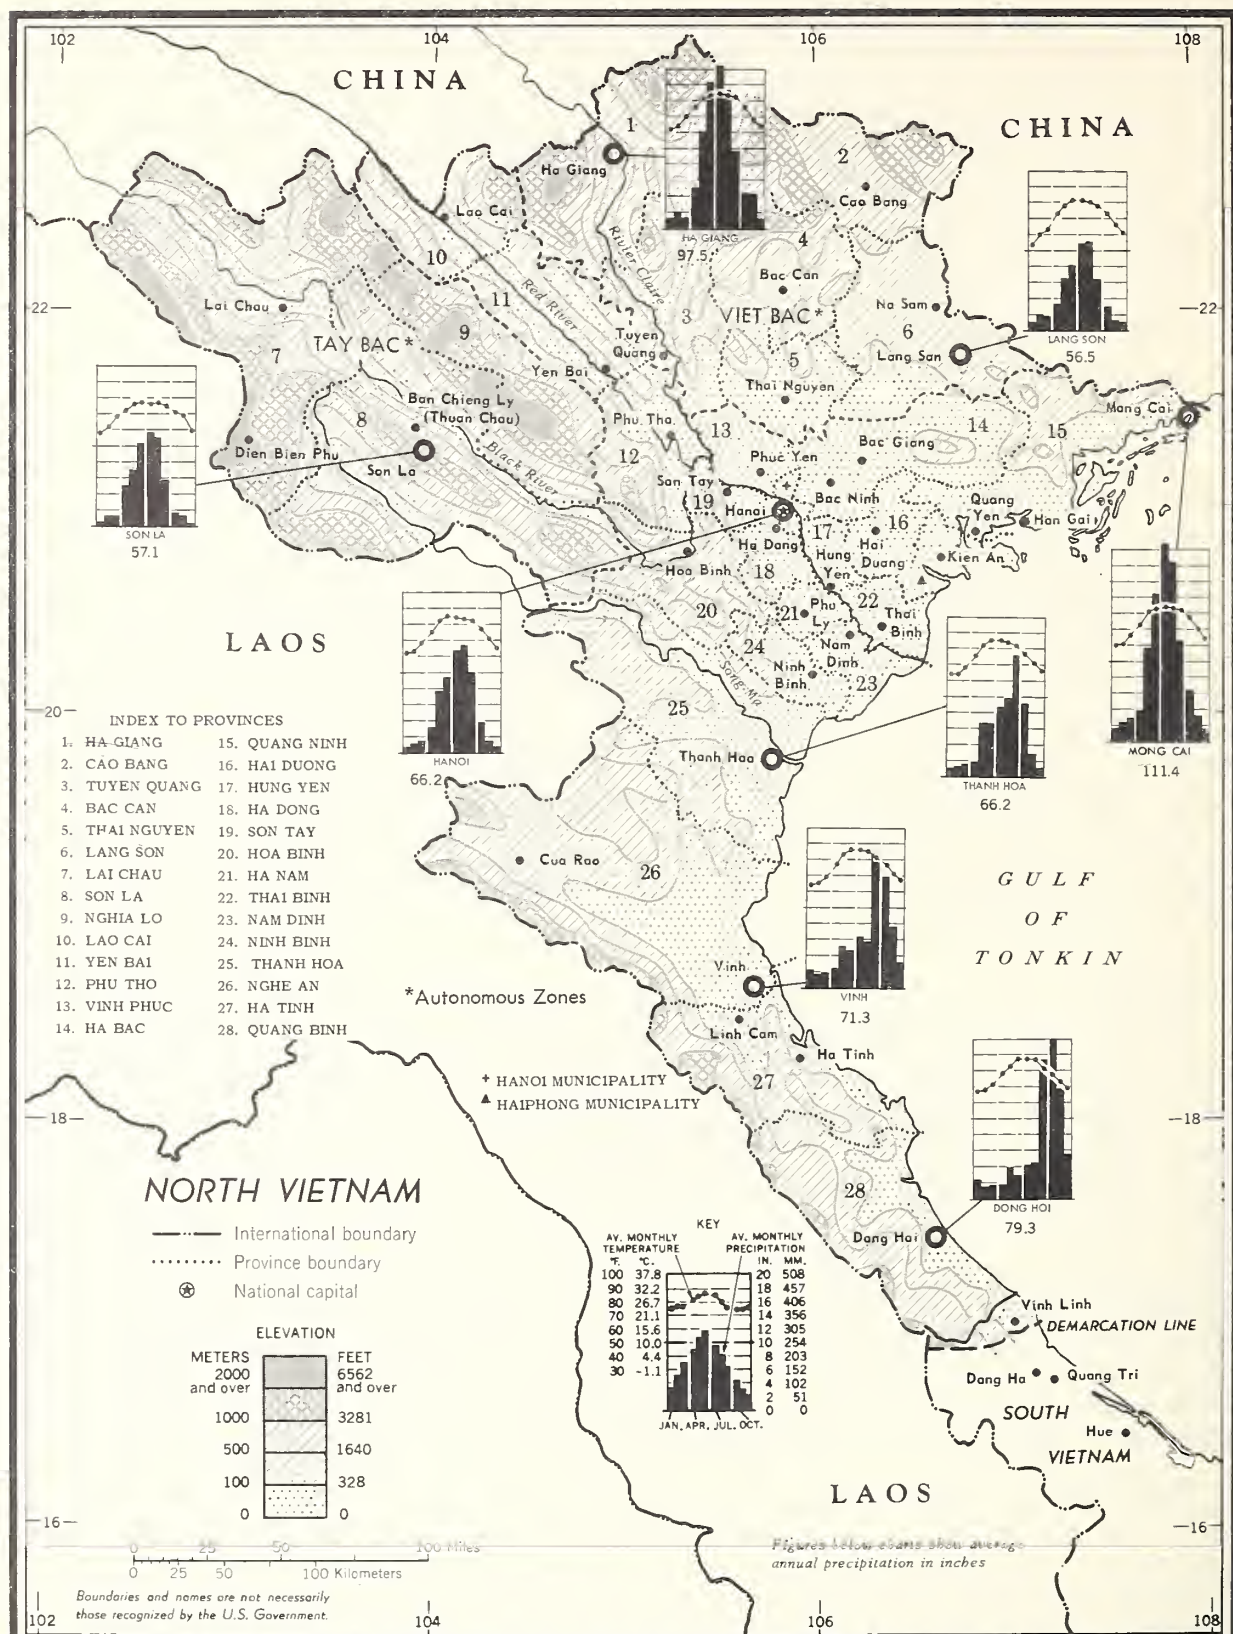 102 104 106 108
CHINA
CHINA
1
2
Ha Giang
Cao Bang
Lao Cai
HA GIANG
97.5
4
10
Rivier Claire
Bac Can
Red River
11
22
22
Lai Chau
Na Sam
3
VIET BAC*
6
LANG SON
56.5
Tuyen
Quang
TAY BAC*
9
7
5
Lang San
Yen Bai
Thai Nguyen
Ban Chieng Ly
(Thuan Chau)
8
Mang Cai
Phu Tho
13
14
15
Bac Giang
Dien Bien Phu
Son La
Black River
12
Phuc Yen
San Tay
19
Bac Ninh
Hanoi
Quang
Yen
Han Gai
SON LA
57.1
17
16
Ha Dang
Hai
Duang
Kien An
Hung
Yen
Hoa Binh
18
20
21
Phu
Ly
22
Thai
Binh
LAOS
24
Nam
Dinh
Ninh
Binh
23
Song Ma
20
25
Thanh Haa
HANOI
66.2
MONG CAI
111.4
THANH HOA
66.2
INDEX TO PROVINCES
1. HA GIANG
2. CAO BANG
3. TUYEN QUANG
4. BAC CAN
5. THAI NGUYEN
6. LANG SON
7. LAI CHAU
8. SON LA
9. NGHIA LO
10. LAO CAI
11. YEN BAI
12. PHU THO
13. VINH PHUC
14. HA BAC
15. QUANG NINH
16. HAI DUONG
17. HUNG YEN
18. HA DONG
19. SON TAY
20. HOA BINH
21. HA NAM
22. THAI BINH
23. NAM DINH
24. NINH BINH
25. THANH HOA
26. NGHE AN
27. HA TINH
28. QUANG BINH
Cua Rao
26
GULF
OF
TONKIN
Vinh
VINH
71.3
*Autonomous Zones
Linh Cam
Ha Tinh
27
+ HANOI MUNICIPALITY
▲ HAIPHONG MUNICIPALITY
18
18
28
DONG HOI
79.3
Dang Hai
NORTH VIETNAM
International boundary
Province boundary
National capital
ELEVATION
METERS FEET
2000 6562
and over and over
1000 3281
500 1640
100 328
0 0
KEY
AV. MONTHLY TEMPERATURE
AV. MONTHLY PRECIPITATION
°F. °C. IN. MM.
100 37.8 20 508
90 32.2 18 457
80 26.7 16 406
70 21.1 14 356
60 15.6 12 305
50 10.0 10 254
40 4.4 8 203
30 -1.1 6 152
4 102
2 51
0 0
JAN. APR. JUL. OCT.
Vinh Linh
DEMARCATION LINE
Dang Ha
Quang Tri
SOUTH
VIETNAM
Hue
LAOS
16
16
0 25 50 100 Miles
0 25 50 100 Kilometers
Boundaries and names are not necessarily
those recognized by the U.S. Government.
Figures below charts show average
annual precipitation in inches
102 104 106 108